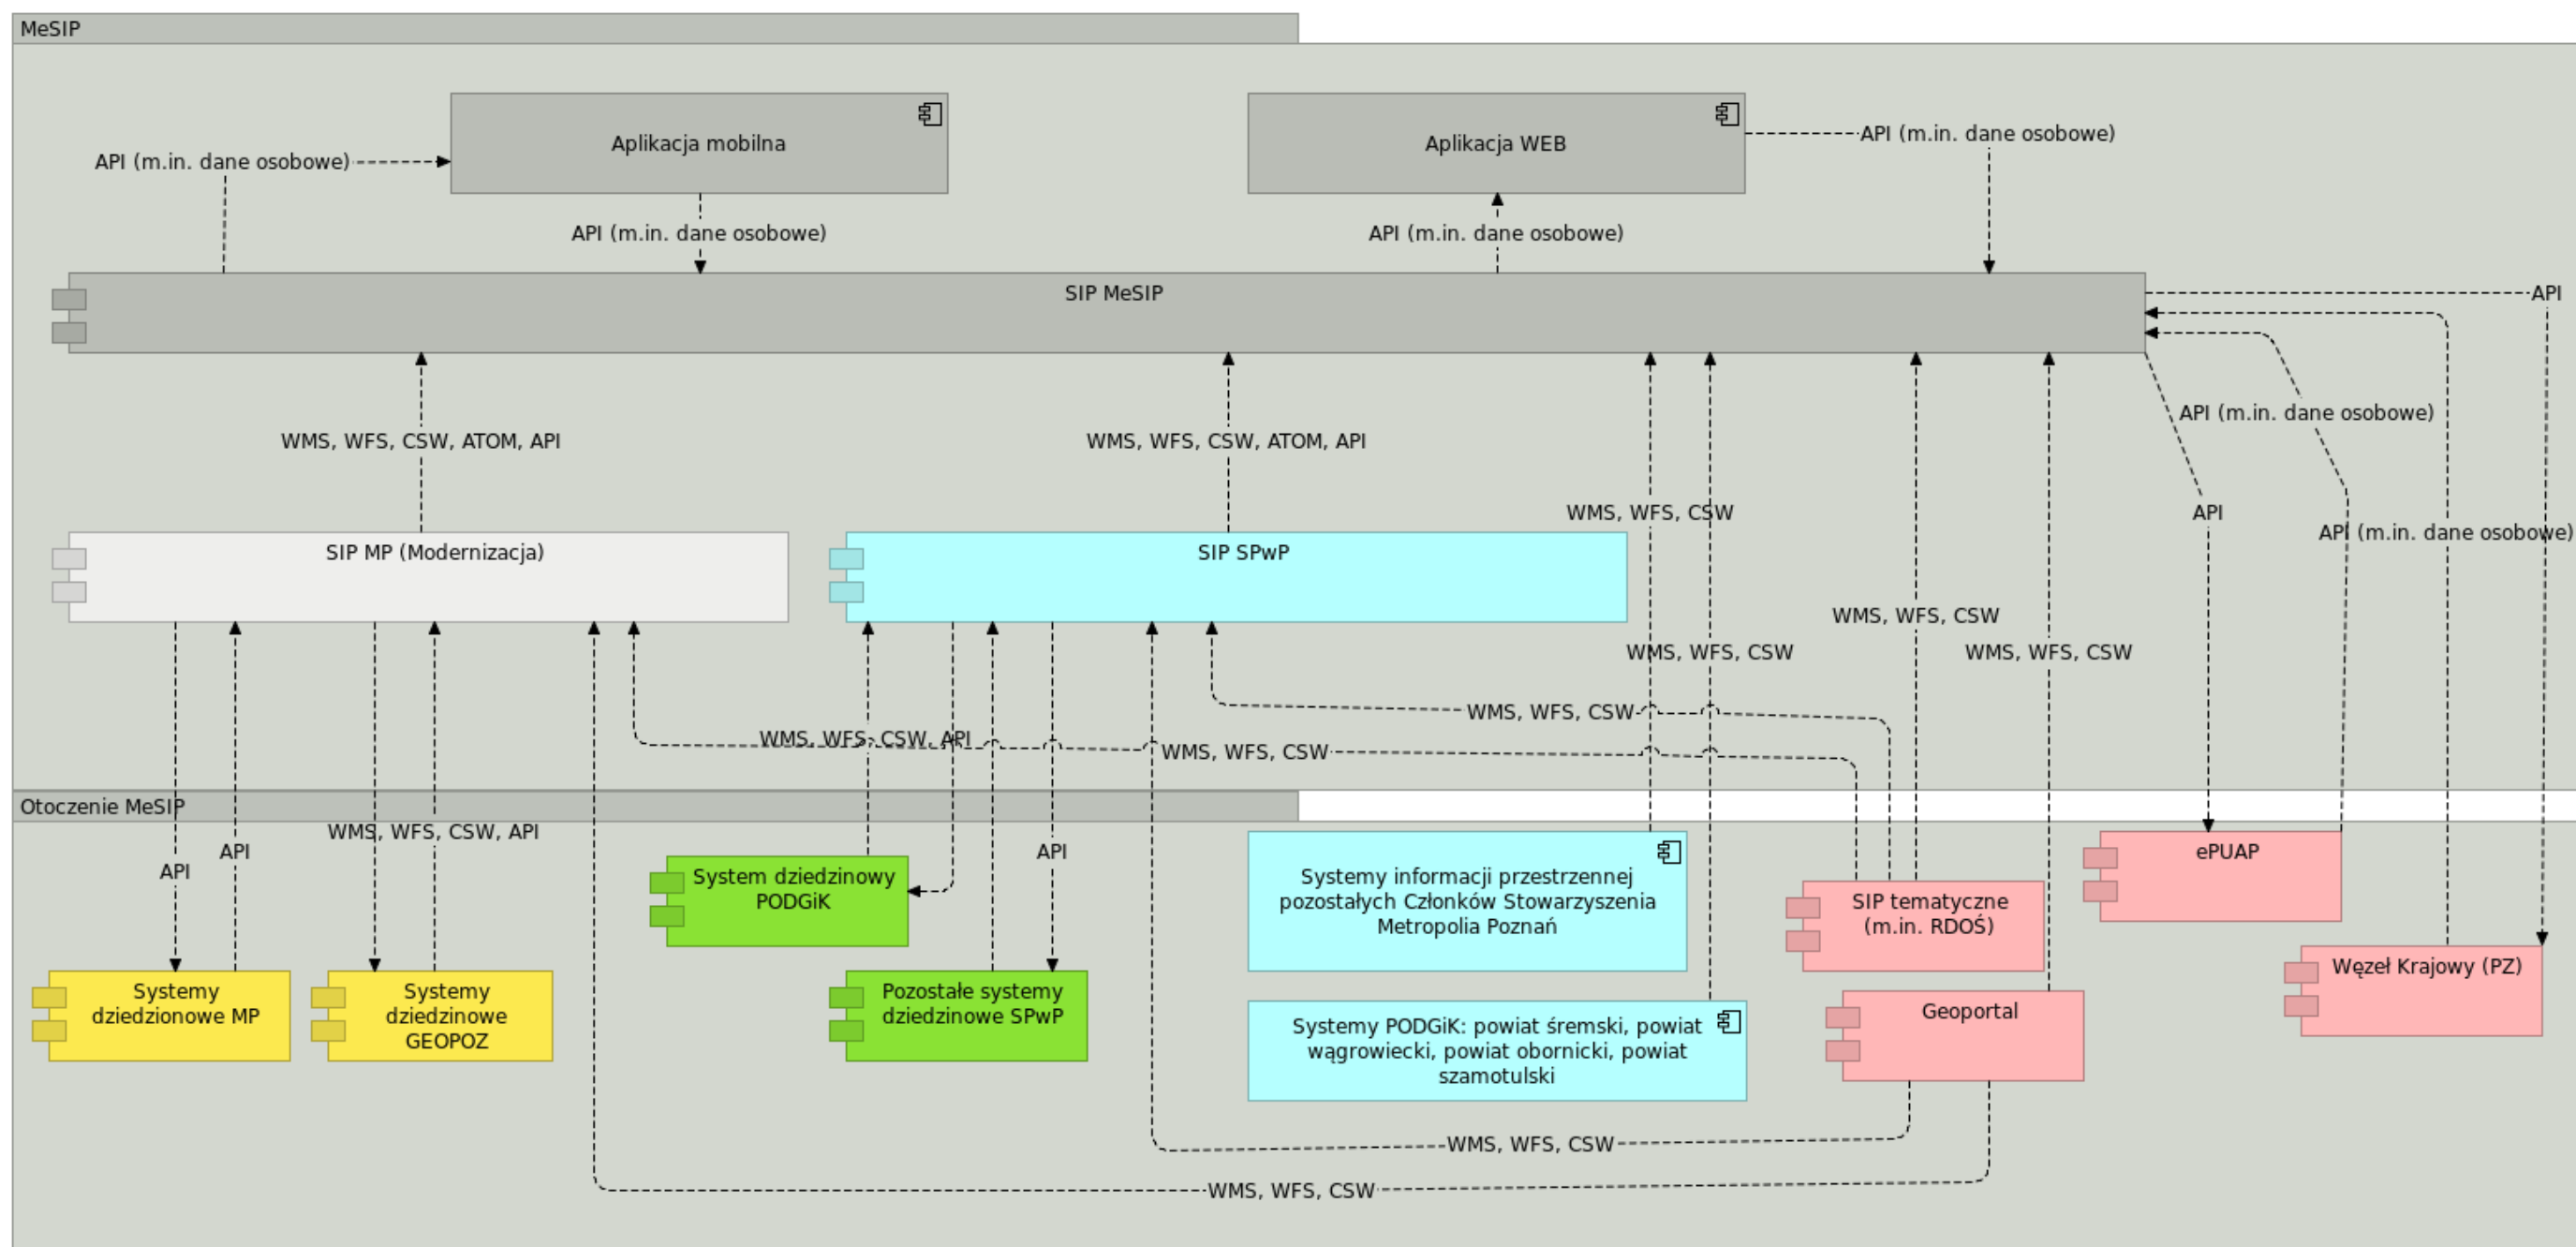 MeSIP
Aplikacja mobilna
Aplikacja WEB
API (m.in. dane osobowe)
API (m.in. dane osobowe)
API (m.in. dane osobowe)
API (m.in. dane osobowe)
SIP MeSIP
API
API (m.in. dane osobowe)
WMS, WFS, CSW, ATOM, API
WMS, WFS, CSW, ATOM, API
WMS, WFS, CSW
API
API (m.in. dane osobowe)
SIP MP (Modernizacja)
SIP SPwP
WMS, WFS, CSW
WMS, WFS, CSW
WMS, WFS, CSW
WMS, WFS, CSW
WMS, WFS, CSW, API
WMS, WFS, CSW
Otoczenie MeSIP
WMS, WFS, CSW, API
API
API
API
System dziedzinowy
PODGiK
Systemy informacji przestrzennej
pozostałych Członków Stowarzyszenia
Metropolia Poznań
SIP tematyczne
(m.in. RDOŚ)
ePUAP
Węzeł Krajowy (PZ)
Systemy
dziedzionowe MP
Systemy
dziedzinowe
GEOPOZ
Pozostałe systemy
dziedzinowe SPwP
Systemy PODGiK: powiat śremski, powiat
wągrowiecki, powiat obornicki, powiat
szamotulski
Geoportal
WMS, WFS, CSW
WMS, WFS, CSW